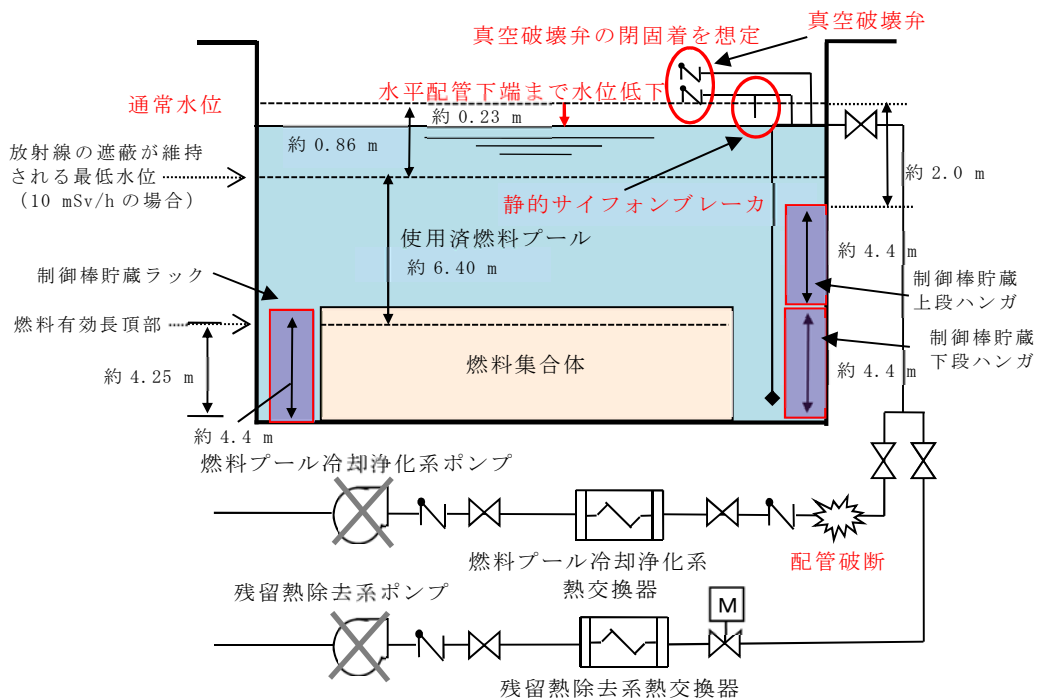 真空破壊弁の閉固着を想定
真空破壊弁
通常水位
水平配管下端まで水位低下
約 0.23 m
約 0.86 m
放射線の遮蔽が維持
される最低水位
（10 mSv/h の場合）
約 2.0 m
静的サイフォンブレーカ
使用済燃料プール
約 6.40 m
約 4.4 m
制御棒貯蔵ラック
制御棒貯蔵
上段ハンガ
燃料有効長頂部
制御棒貯蔵
下段ハンガ
燃料集合体
約 4.25 m
約 4.4 m
約 4.4 m
燃料プール冷却浄化系ポンプ
燃料プール冷却浄化系
熱交換器
配管破断
残留熱除去系ポンプ
M
残留熱除去系熱交換器